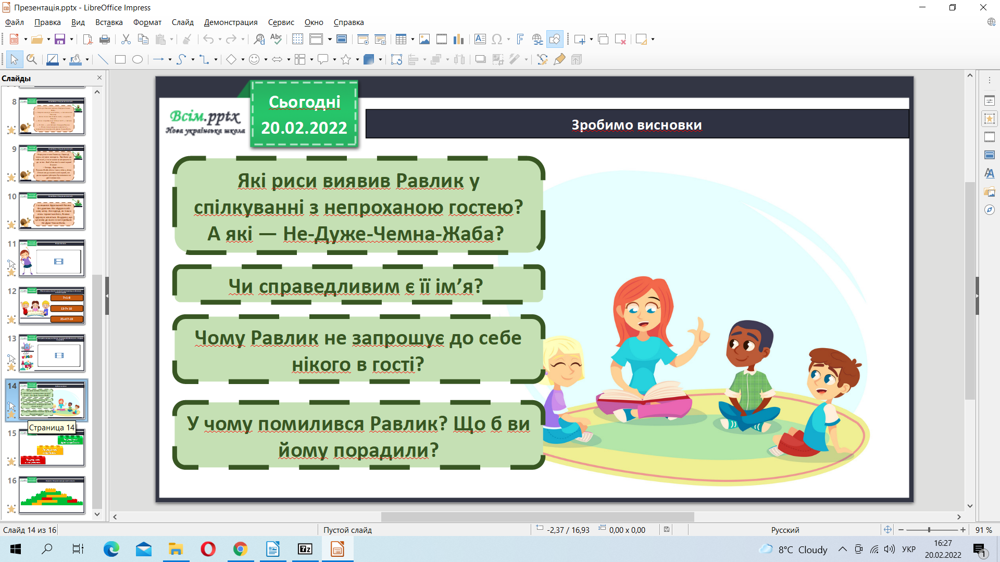 Презентація.pptx - LibreOffice Impress
Файл Правка Вид Вставка Формат Слайд Демонстрация Сервис Окно Справка
Слайды
8
9
10
11
12
13
14
Страница 14
15
16
Всім.pptx
Нова українська школа
Сьогодні
20.02.2022
Зробимо висновки
Які риси виявив Равлик у
спілкуванні з непроханою гостею?
А які — Не-Дуже-Чемна-Жаба?
Чи справедливим є її ім’я?
Чому Равлик не запрошує до себе
нікого в гості?
У чому помилився Равлик? Що б ви
йому порадили?
Слайд 14 из 16 Пустой слайд -2,37 / 16,93 0,00 x 0,00 Русский 91 %
8°C Cloudy УКР 16:27
20.02.2022
1